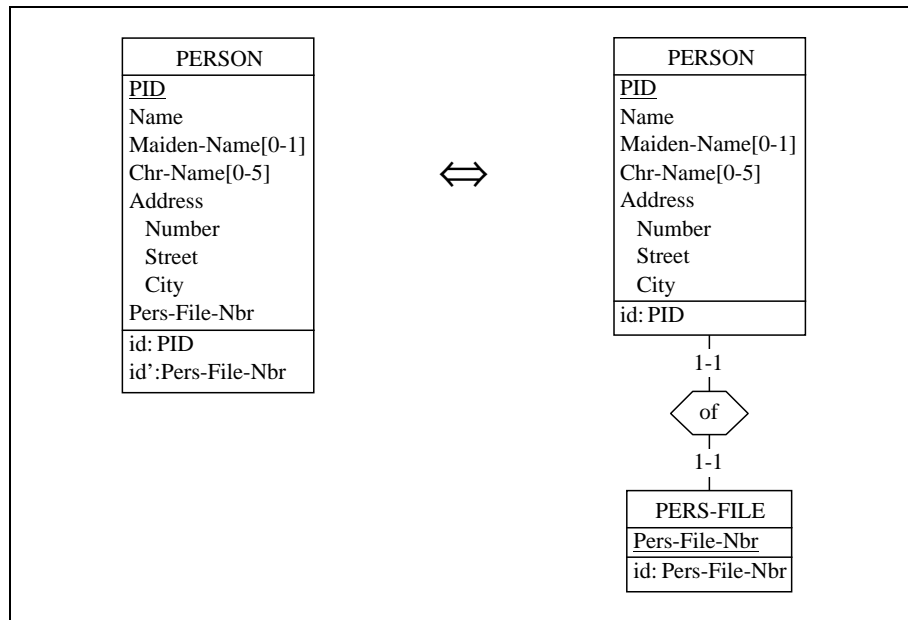 PERSON
PID
Name
Maiden-Name[0-1]
Chr-Name[0-5]
Address
Number
Street
City
Pers-File-Nbr
id: PID
id':Pers-File-Nbr
⇔
PERSON
PID
Name
Maiden-Name[0-1]
Chr-Name[0-5]
Address
Number
Street
City
id: PID
1-1
of
1-1
PERS-FILE
Pers-File-Nbr
id: Pers-File-Nbr